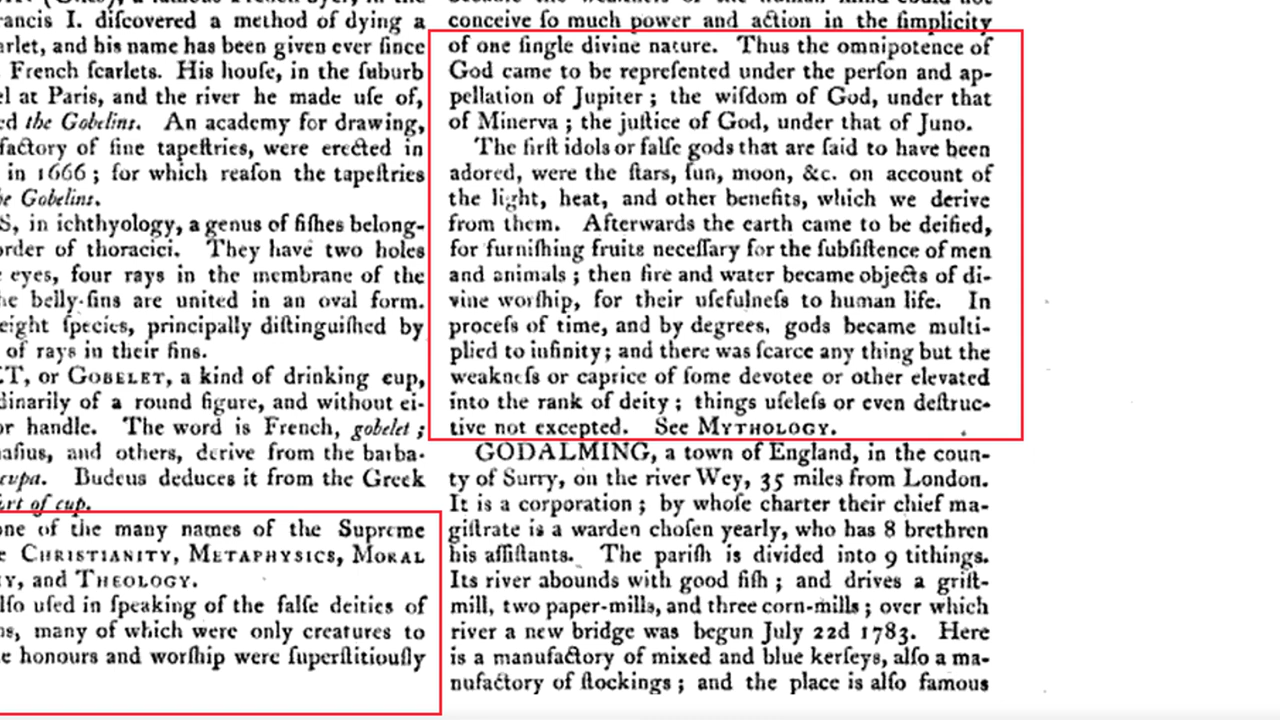 rancis I. diſcovered a method of dying a
arlet, and his name has been given ever ſince
French ſcarlets. His houſe, in the ſuburb
el at Paris, and the river he made uſe of,
ed the Gobelins. An academy for drawing,
factory of fine tapeſtries, were erected in
in 1666; for which reaſon the tapeſtries
he Gobelins.
S, in ichthyology, a genus of fiſhes belong-
order of thoracici. They have two holes
eyes, four rays in the membrane of the
he belly-fins are united in an oval form.
eight ſpecies, principally diſtinguiſhed by
of rays in their fins.
ET, or GOBELET, a kind of drinking cup,
dinarily of a round figure, and without ei-
or handle. The word is French, gobelet;
aſius, and others, derive from the barba-
cupa. Budeus deduces it from the Greek
ort of cup.
one of the many names of the Supreme
e CHRISTIANITY, METAPHYSICS, MORAL
Y, and THEOLOGY.
lſo uſed in ſpeaking of the falſe deities of
ns, many of which were only creatures to
e honours and worſhip were ſuperſtitiouſly
conceive ſo much power and action in the ſimplicity
of one ſingle divine nature. Thus the omnipotence of
God came to be repreſented under the perſon and ap-
pellation of Jupiter; the wiſdom of God, under that
of Minerva; the juſtice of God, under that of Juno.
The firſt idols or falſe gods that are ſaid to have been
adored, were the ſtars, ſun, moon, &c. on account of
the light, heat, and other benefits, which we derive
from them. Afterwards the earth came to be deified,
for furniſhing fruits neceſſary for the ſubſiſtence of men
and animals; then fire and water became objects of di-
vine worſhip, for their uſefulneſs to human life. In
proceſs of time, and by degrees, gods became multi-
plied to infinity; and there was ſcarce any thing but the
weakneſs or caprice of ſome devotee or other elevated
into the rank of deity; things uſeleſs or even deſtruc-
tive not excepted. See MYTHOLOGY.
GODALMING, a town of England, in the coun-
ty of Surry, on the river Wey, 35 miles from London.
It is a corporation; by whoſe charter their chief ma-
giſtrate is a warden choſen yearly, who has 8 brethren
his aſſiſtants. The pariſh is divided into 9 tithings.
Its river abounds with good fiſh; and drives a griſt-
mill, two paper-mills, and three corn-mills; over which
river a new bridge was begun July 22d 1783. Here
is a manufactory of mixed and blue kerſeys, alſo a ma-
nufactory of ſtockings; and the place is alſo famous